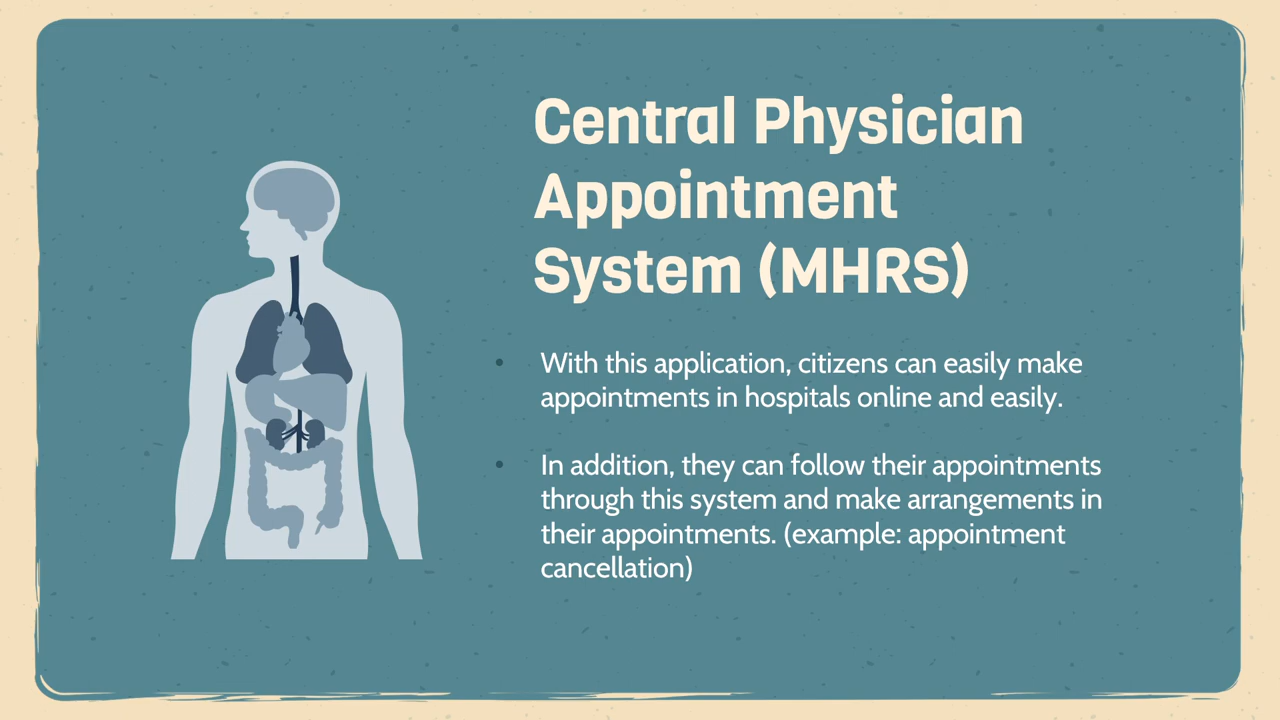 Central Physician
Appointment
System (MHRS)
• With this application, citizens can easily make
appointments in hospitals online and easily.
• In addition, they can follow their appointments
through this system and make arrangements in
their appointments. (example: appointment
cancellation)